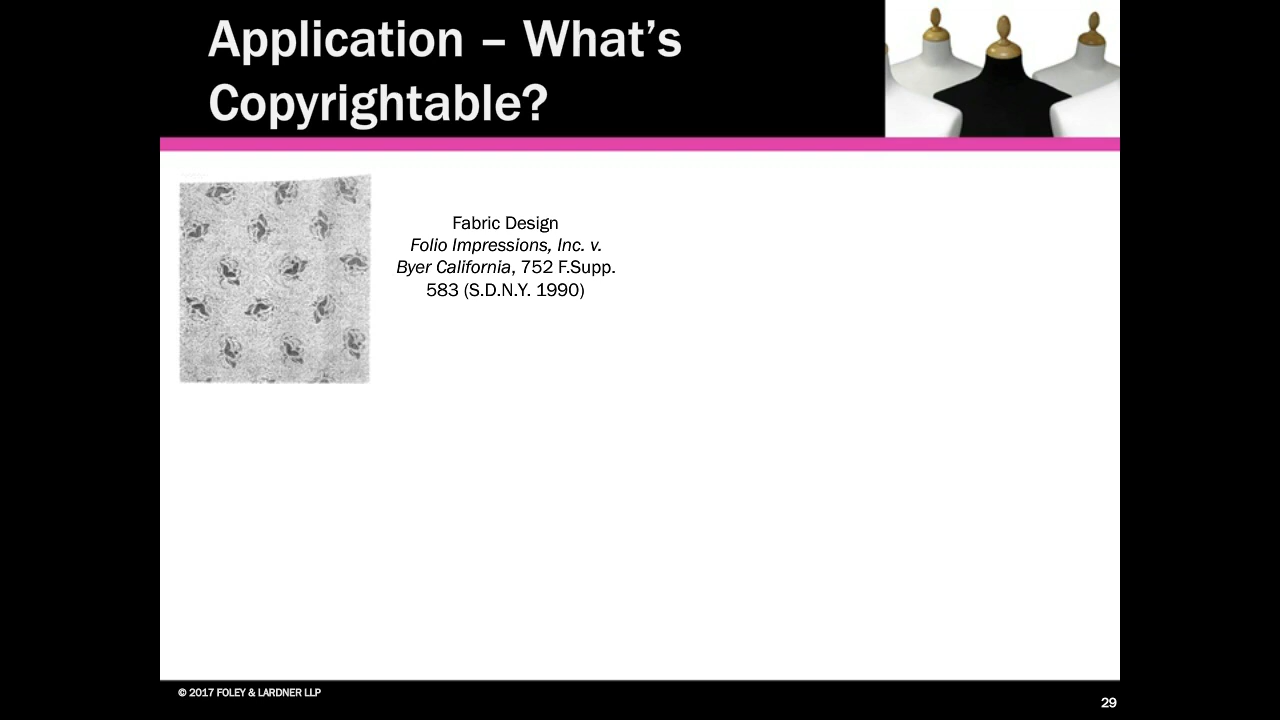 Application – What's
Copyrightable?
Fabric Design
Folio Impressions, Inc. v.
Byer California, 752 F.Supp.
583 (S.D.N.Y. 1990)
© 2017 FOLEY & LARDNER LLP
29